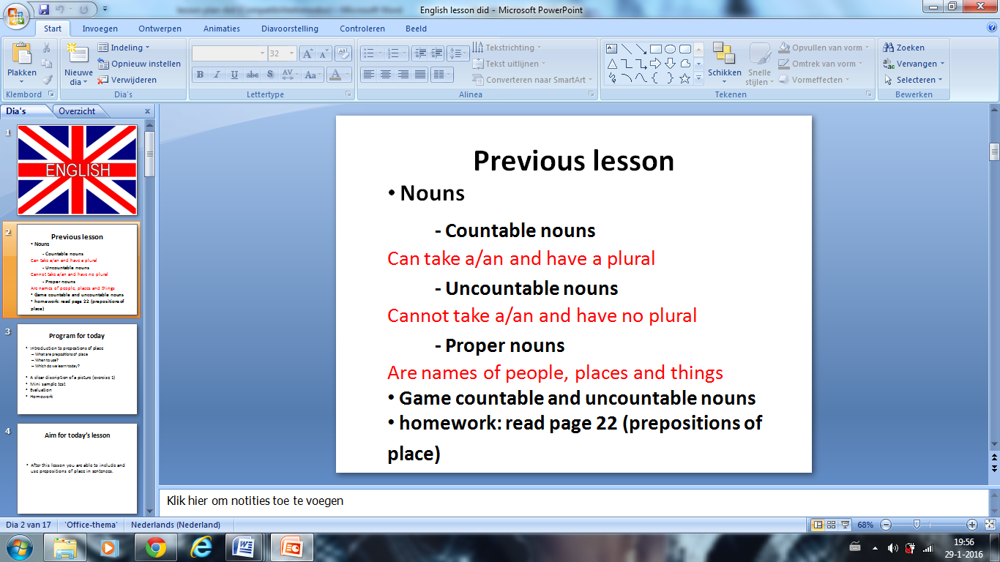 English lesson did - Microsoft PowerPoint
Start Invoegen Ontwerpen Animaties Diavoorstelling Controleren Beeld
Plakken
Klembord
Nieuwe dia
Indeling
Opnieuw instellen
Verwijderen
Dia's
32
B I U abc S AV Aa A
Lettertype
Tekstrichting
Tekst uitlijnen
Converteren naar SmartArt
Alinea
Schikken
Snelle stijlen
Opvullen van vorm
Omtrek van vorm
Vormeffecten
Tekenen
Zoeken
Vervangen
Selecteren
Bewerken
Dia's Overzicht x
1
ENGLISH
2
Previous lesson
• Nouns
- Countable nouns
Can take a/an and have a plural
- Uncountable nouns
Cannot take a/an and have no plural
- Proper nouns
Are names of people, places and things
• Game countable and uncountable nouns
• homework: read page 22 (prepositions of
place)
3
Program for today
• Introduction to prepostions of place
– What are prepositions of place
– When to use?
– Which do we learn today?
• A clear discription of a picture (exercise 1)
• Mini sample test
• Evaluation
• Homework
4
Aim for today's lesson
• After this lesson you are able to include and
use prepositions of place in sentences.
Previous lesson
• Nouns
- Countable nouns
Can take a/an and have a plural
- Uncountable nouns
Cannot take a/an and have no plural
- Proper nouns
Are names of people, places and things
• Game countable and uncountable nouns
• homework: read page 22 (prepositions of
place)
Klik hier om notities toe te voegen
Dia 2 van 17 'Office-thema' Nederlands (Nederland) 68%
19:56
29-1-2016